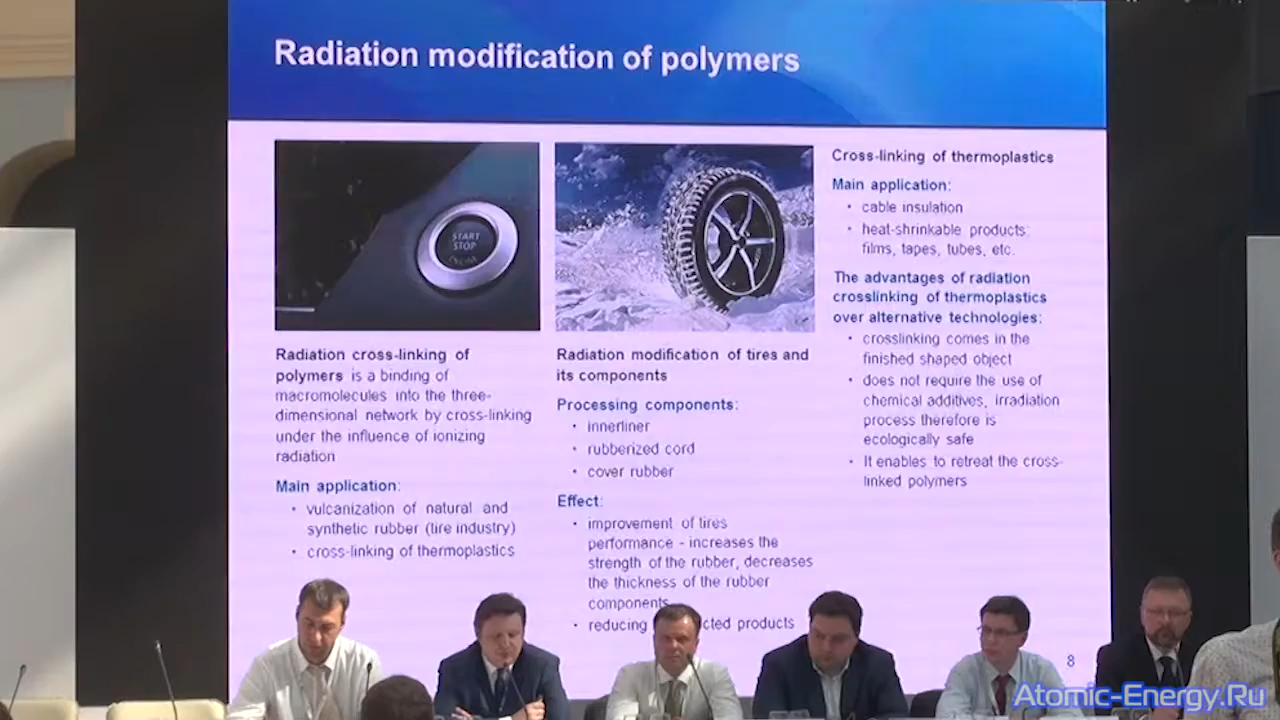 Radiation modification of polymers
START
STOP
ENGINE
Radiation cross-linking of
polymers is a binding of
macromolecules into the three-
dimensional network by cross-linking
under the influence of ionizing
radiation
Main application:
• vulcanization of natural and
synthetic rubber (tire industry)
• cross-linking of thermoplastics
Radiation modification of tires and
its components
Processing components:
• innerliner
• rubberized cord
• cover rubber
Effect:
• improvement of tires
performance - increases the
strength of the rubber, decreases
the thickness of the rubber
components
• reducing cted products
Cross-linking of thermoplastics
Main application:
• cable insulation
• heat-shrinkable products:
films, tapes, tubes, etc.
The advantages of radiation
crosslinking of thermoplastics
over alternative technologies:
• crosslinking comes in the
finished shaped object
• does not require the use of
chemical additives, irradiation
process therefore is
ecologically safe
• It enables to retreat the cross-
linked polymers
8
Atomic-Energy.Ru